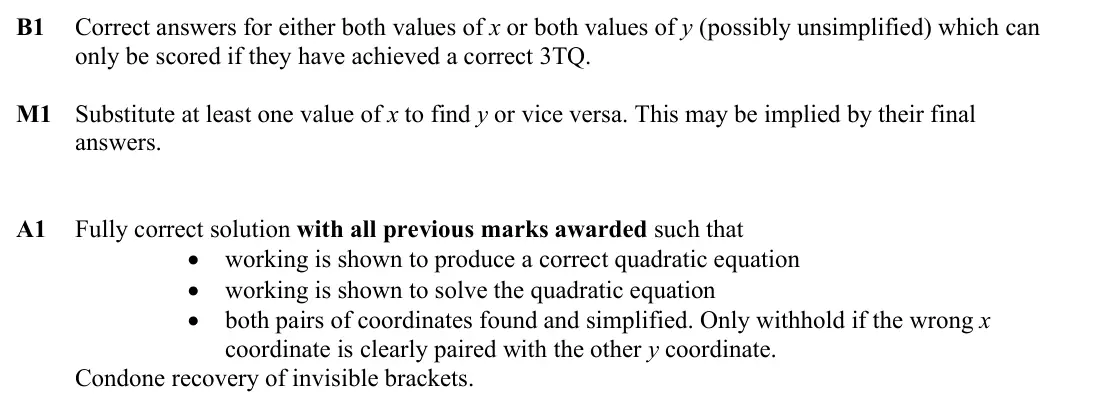 B1 Correct answers for either both values of x or both values of y (possibly unsimplified) which can
only be scored if they have achieved a correct 3TQ.
M1 Substitute at least one value of x to find y or vice versa. This may be implied by their final
answers.
A1 Fully correct solution with all previous marks awarded such that
• working is shown to produce a correct quadratic equation
• working is shown to solve the quadratic equation
• both pairs of coordinates found and simplified. Only withhold if the wrong x
coordinate is clearly paired with the other y coordinate.
Condone recovery of invisible brackets.